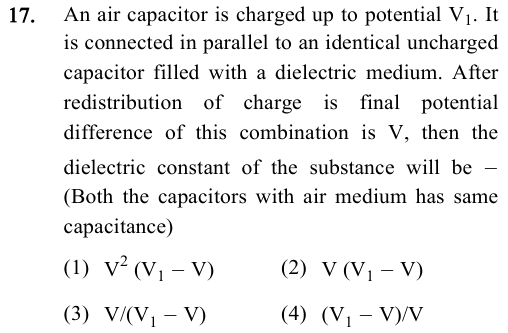 17. An air capacitor is charged up to potential V₁. It
is connected in parallel to an identical uncharged
capacitor filled with a dielectric medium. After
redistribution of charge is final potential
difference of this combination is V, then the
dielectric constant of the substance will be –
(Both the capacitors with air medium has same
capacitance)
(1) V² (V₁ – V) (2) V (V₁ – V)
(3) V/(V₁ – V) (4) (V₁ – V)/V